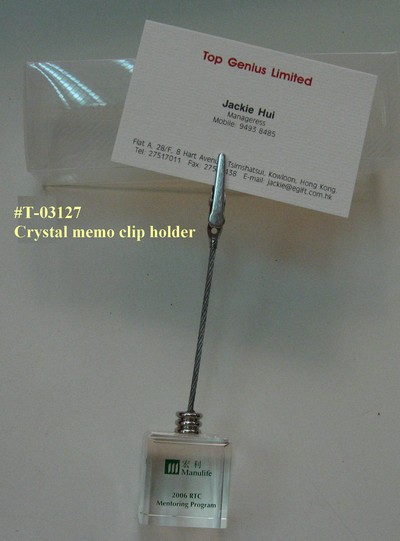 Top Genius Limited
Jackie Hui
Manageress
Mobile: 9493 8485
Flat A, 28/F, 8 Hart Avenue, Tsimshatsui, Kowloon, Hong Kong.
Tel: 27517011 Fax: E-mail: jackie@egift.com.hk
#T-03127
Crystal memo clip holder
宏利
Manulife
2006 RTC
Mentoring Program